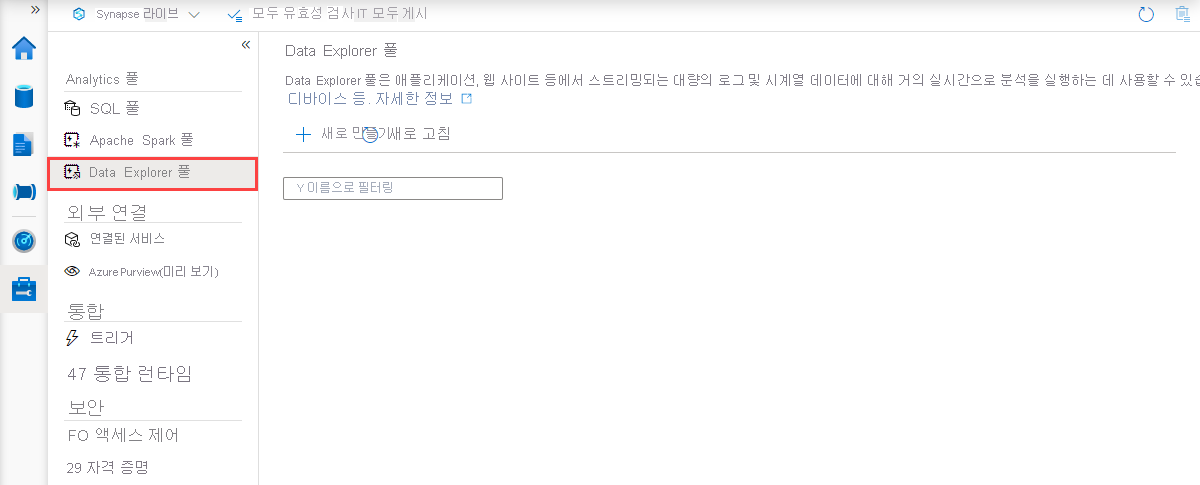 Synapse 라이브
모두 유효성 검사 IT 모두 게시
Analytics 풀
SQL 풀
Apache Spark 풀
Data Explorer 풀
외부 연결
연결된 서비스
Azure Purview(미리 보기)
통합
트리거
47 통합 런타임
보안
FO 액세스 제어
29 자격 증명
Data Explorer 풀
Data Explorer 풀은 애플리케이션, 웹 사이트 등에서 스트리밍되는 대량의 로그 및 시계열 데이터에 대해 거의 실시간으로 분석을 실행하는 데 사용할 수 있습
디바이스 등. 자세한 정보
새로 만들기 새로 고침
Y 이름으로 필터링